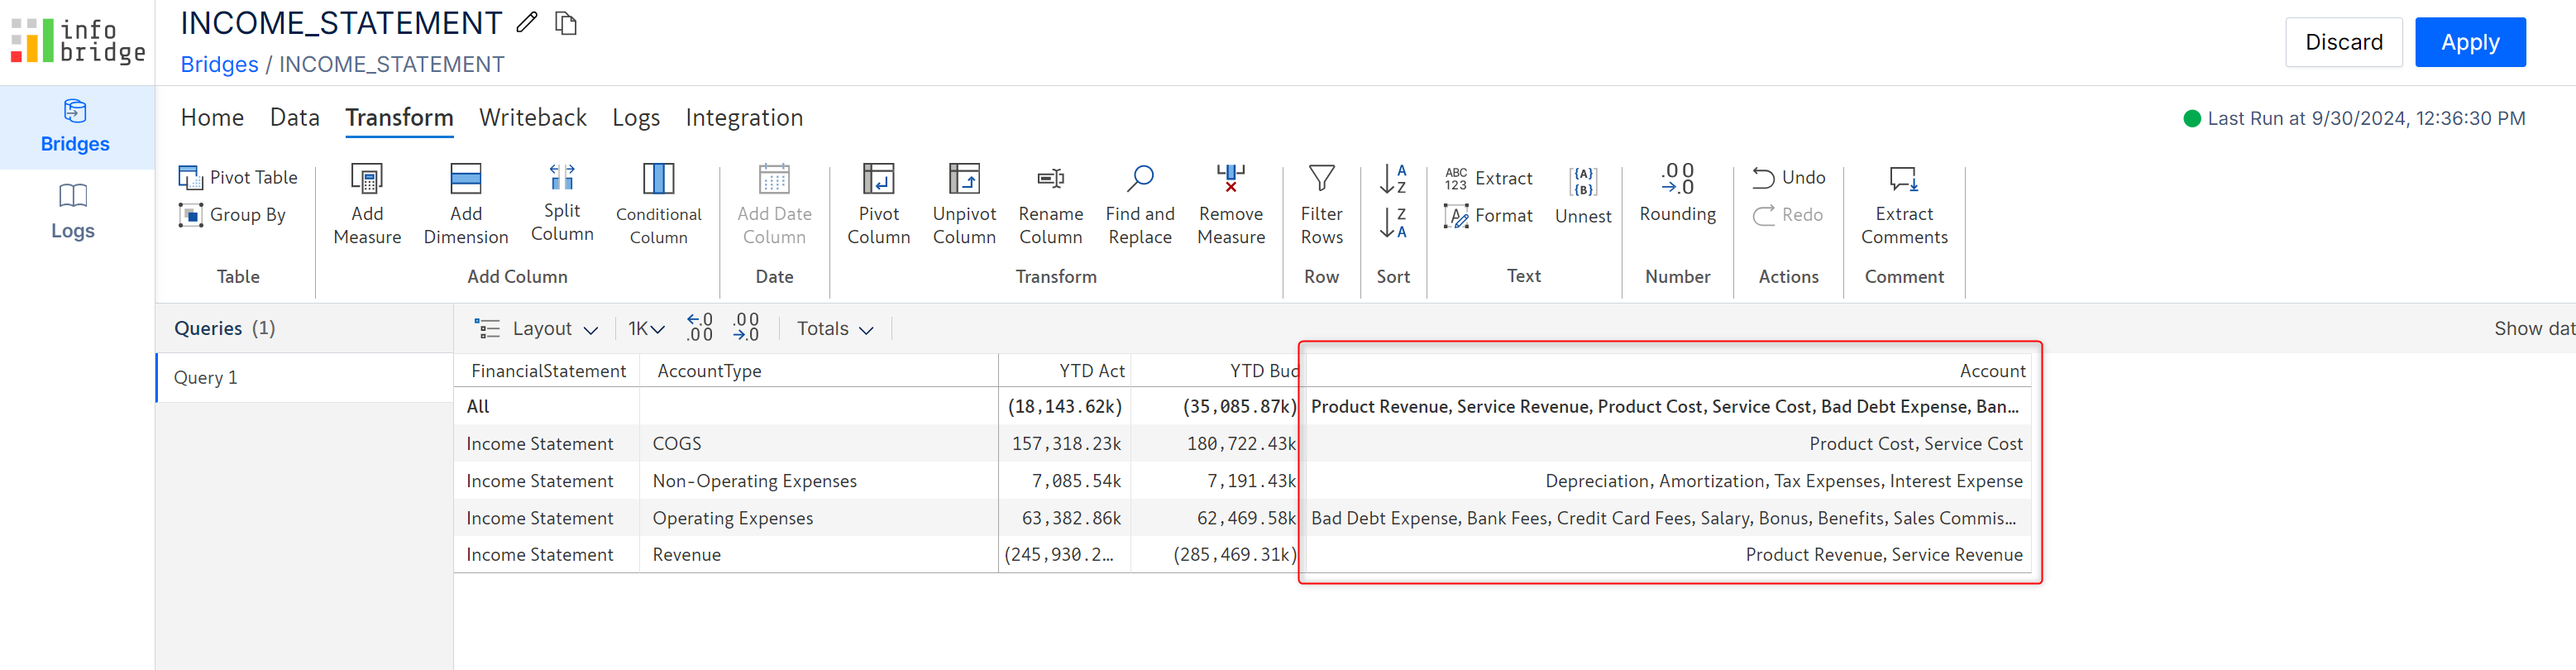 info
bridge
INCOME_STATEMENT
Bridges / INCOME_STATEMENT
Discard
Apply
Bridges
Logs
Home Data Transform Writeback Logs Integration
Last Run at 9/30/2024, 12:36:30 PM
Pivot Table
Group By
Table
Add
Measure
Add
Dimension
Split
Column
Conditional
Column
Add Column
Add Date
Column
Date
Pivot
Column
Unpivot
Column
Rename
Column
Find and
Replace
Remove
Measure
Transform
Filter
Rows
Row
A
Z
Z
A
Sort
ABC
123
Extract
A
Format
{A}
{B}
Unnest
Text
.00
→.0
Rounding
Number
Undo
Redo
Actions
Extract
Comments
Comment
Queries (1)
Query 1
Layout 1K ←.0 .00 .00 →.0 Totals
Show dat
FinancialStatement AccountType YTD Act YTD Bud Account
All (18,143.62k) (35,085.87k) Product Revenue, Service Revenue, Product Cost, Service Cost, Bad Debt Expense, Ban...
Income Statement COGS 157,318.23k 180,722.43k Product Cost, Service Cost
Income Statement Non-Operating Expenses 7,085.54k 7,191.43k Depreciation, Amortization, Tax Expenses, Interest Expense
Income Statement Operating Expenses 63,382.86k 62,469.58k Bad Debt Expense, Bank Fees, Credit Card Fees, Salary, Bonus, Benefits, Sales Commis...
Income Statement Revenue (245,930.2... (285,469.31k) Product Revenue, Service Revenue